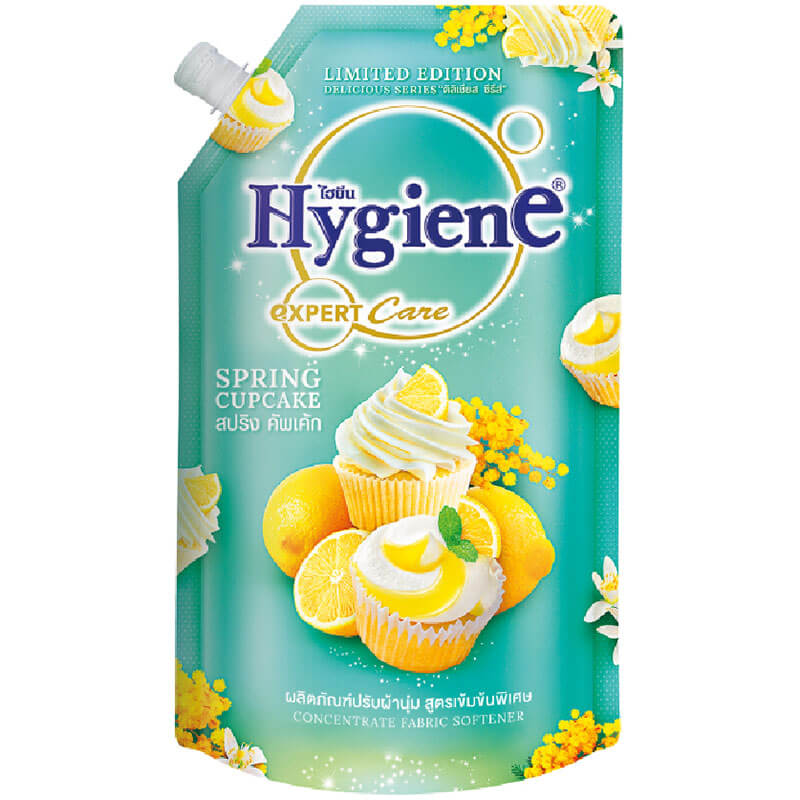 LIMITED EDITION
DELICIOUS SERIES "ดิลิเชียส ซีรีส์"
ไฮยีน
Hygiene®
eXPERT Care
SPRING
CUPCAKE
สปริง คัพเค้ก
ผลิตภัณฑ์ปรับผ้านุ่ม สูตรเข้มข้นพิเศษ
CONCENTRATE FABRIC SOFTENER